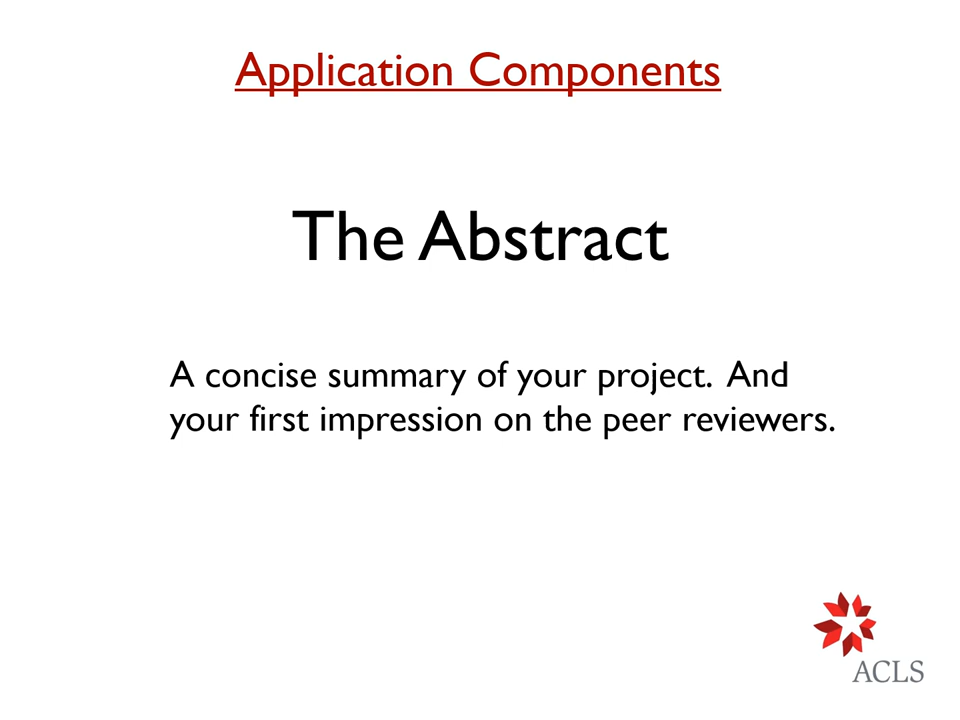 Application Components
The Abstract
A concise summary of your project. And
your first impression on the peer reviewers.
ACLS